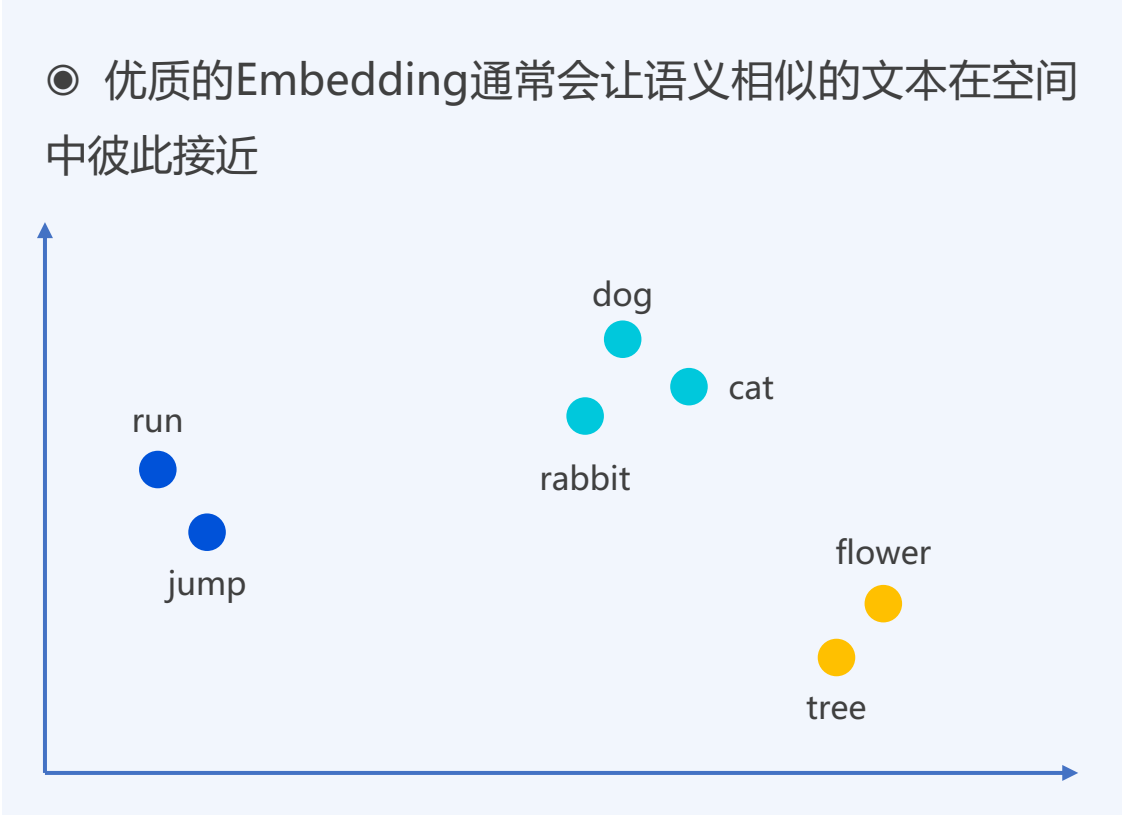 ◉ 优质的Embedding通常会让语义相似的文本在空间
中彼此接近
dog
cat
run
rabbit
flower
jump
tree